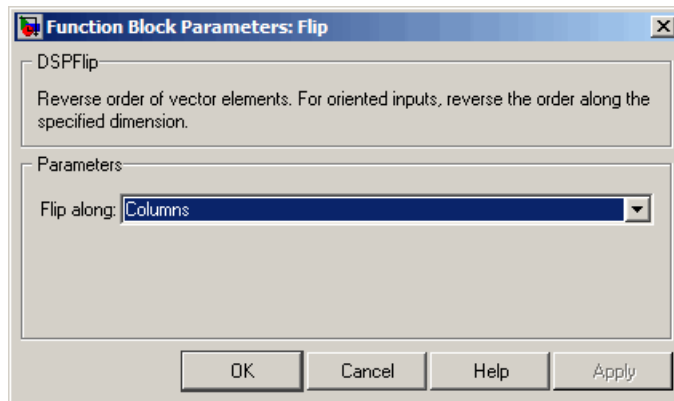 Function Block Parameters: Flip
DSPFlip
Reverse order of vector elements. For oriented inputs, reverse the order along the
specified dimension.
Parameters
Flip along: Columns
OK Cancel Help Apply